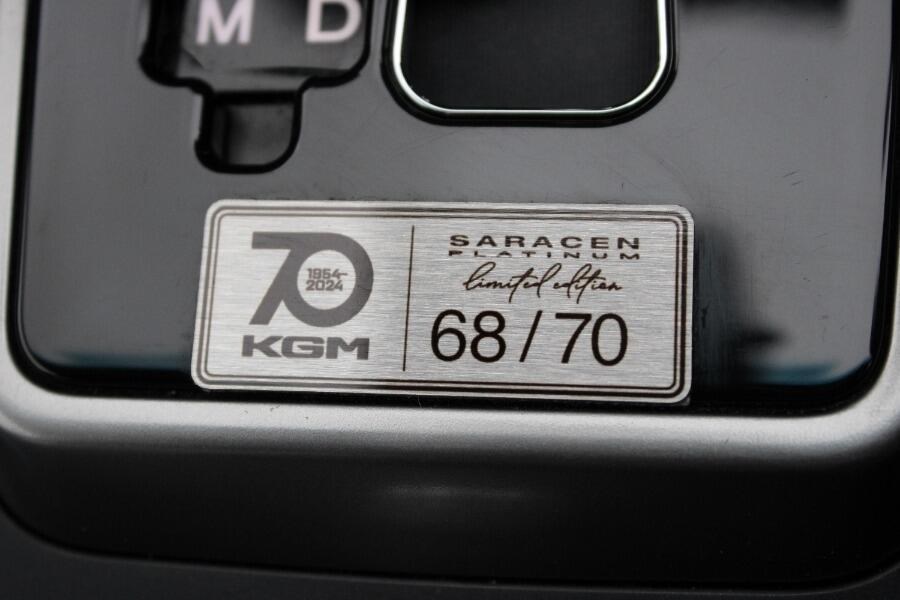 M D
70
1954-
2024
KGM
SARACEN
PLATINUM
limited edition
68/70